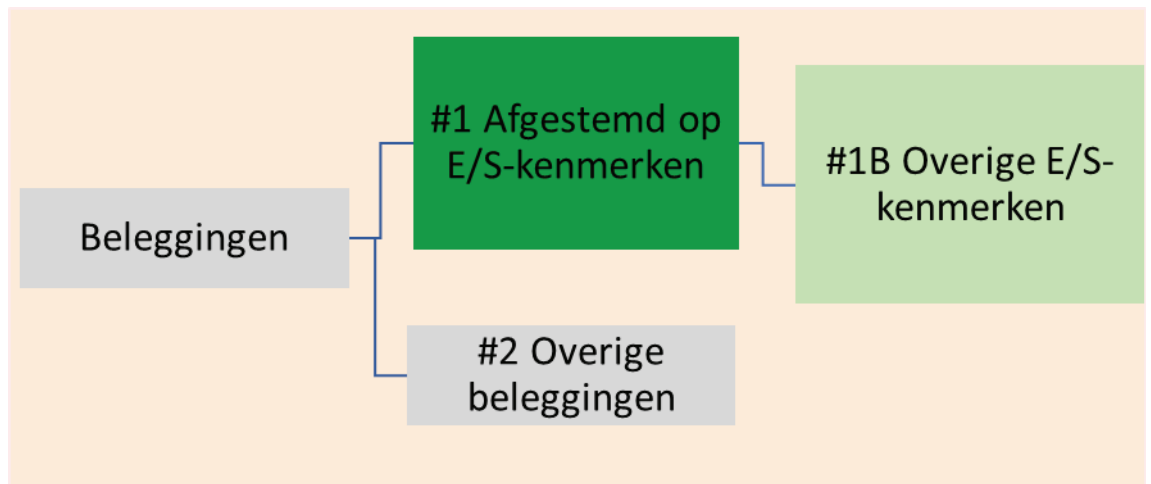 #1 Afgestemd op
E/S-kenmerken
#1B Overige E/S-
kenmerken
Beleggingen
#2 Overige
beleggingen